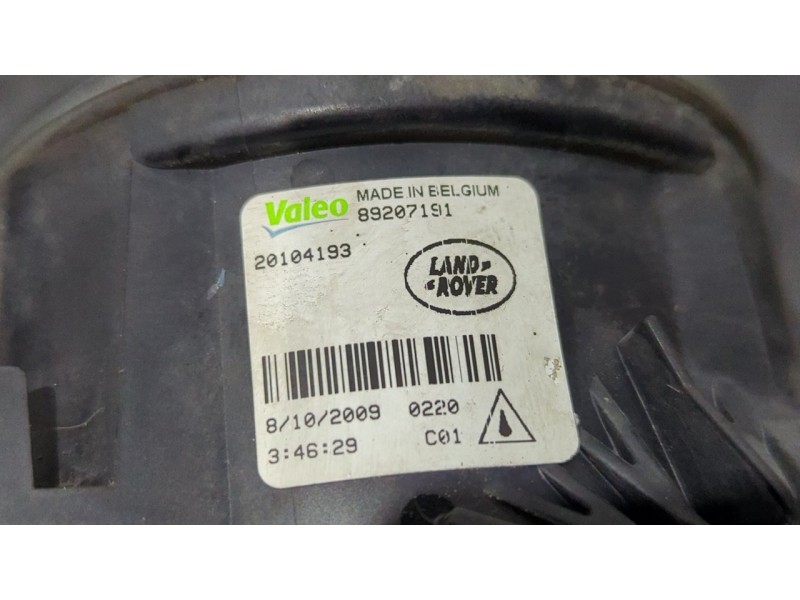 Valeo MADE IN BELGIUM
89207191
20104193
LAND-
ROVER
8/10/2009 0220
3:46:29 C01